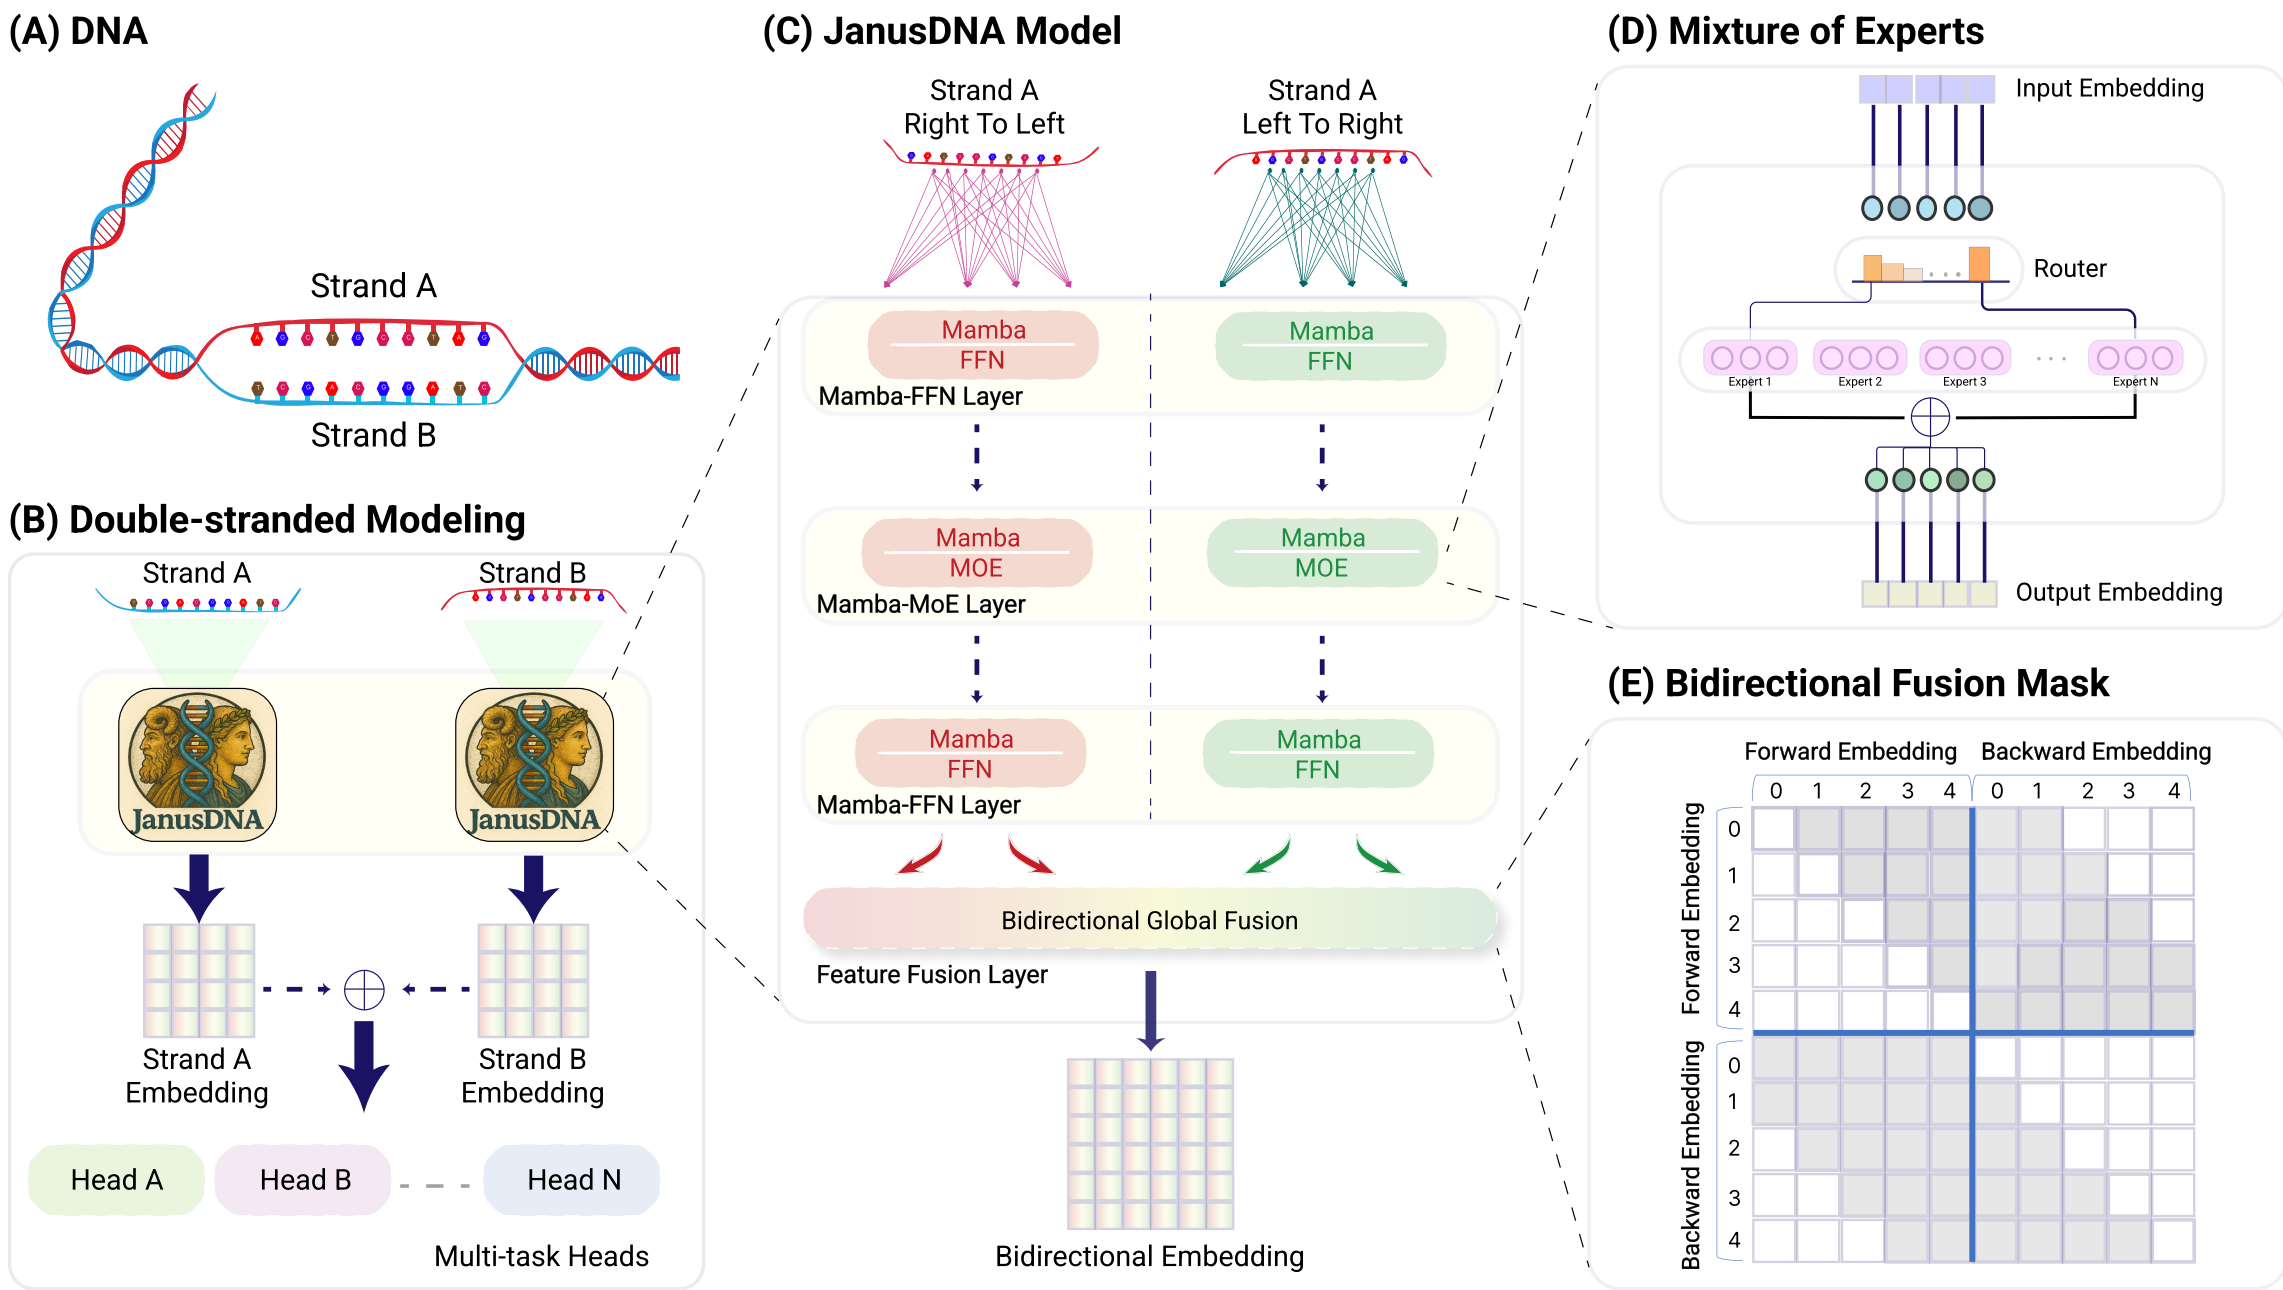 (A) DNA
Strand A
A G C T G C C T A G
T C G A C G G A T C
Strand B
(B) Double-stranded Modeling
Strand A
Strand B
JanusDNA
JanusDNA
Strand A
Embedding
Strand B
Embedding
Head A
Head B
Head N
Multi-task Heads
(C) JanusDNA Model
Strand A
Right To Left
Strand A
Left To Right
Mamba
FFN
Mamba
FFN
Mamba-FFN Layer
Mamba
MOE
Mamba
MOE
Mamba-MoE Layer
Mamba
FFN
Mamba
FFN
Mamba-FFN Layer
Bidirectional Global Fusion
Feature Fusion Layer
Bidirectional Embedding
(D) Mixture of Experts
Input Embedding
Router
Expert 1
Expert 2
Expert 3
Expert N
Output Embedding
(E) Bidirectional Fusion Mask
Forward Embedding
Backward Embedding
0 1 2 3 4 0 1 2 3 4
Forward Embedding
0
1
2
3
4
Backward Embedding
0
1
2
3
4